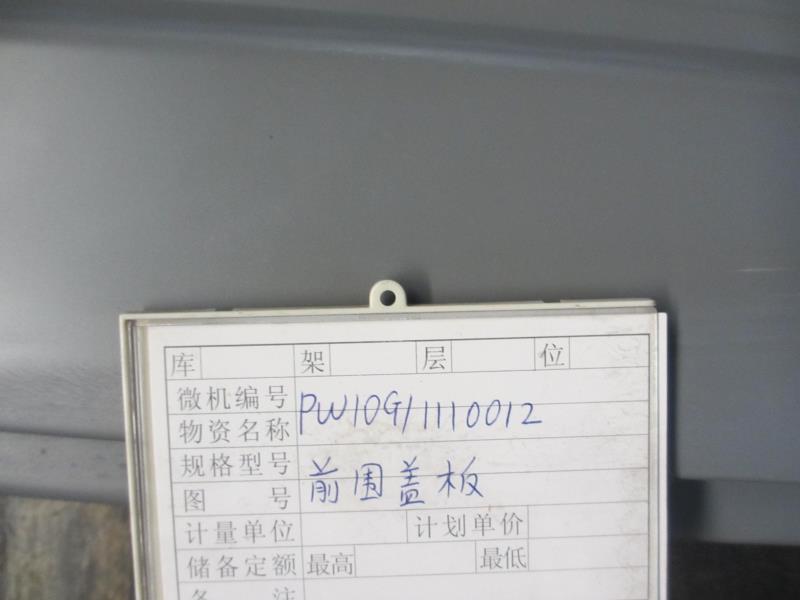 库 架 层 位
微机编号
PW10G/1110012
物资名称
规格型号
前围盖板
图 号
计量单位 计划单价
储备定额 最高 最低
备 注